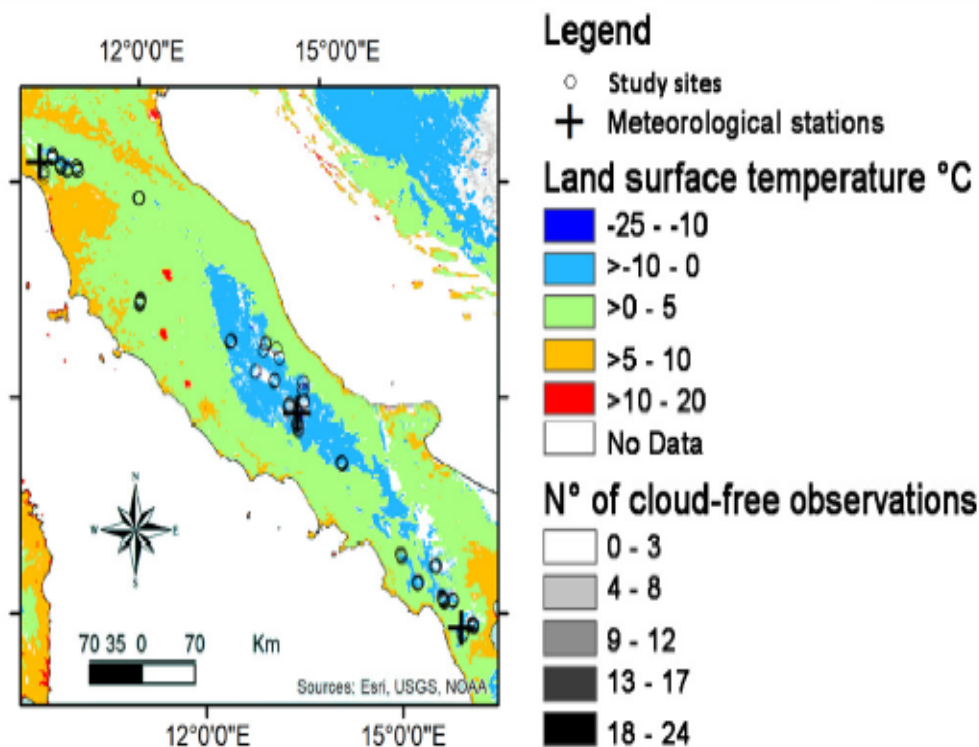 12°0'0"E 15°0'0"E
N
W E
S
70 35 0 70 Km
Sources: Esri, USGS, NOAA
12°0'0"E 15°0'0"E
Legend
Study sites
Meteorological stations
Land surface temperature °C
-25 - -10
>-10 - 0
>0 - 5
>5 - 10
>10 - 20
No Data
N° of cloud-free observations
0 - 3
4 - 8
9 - 12
13 - 17
18 - 24